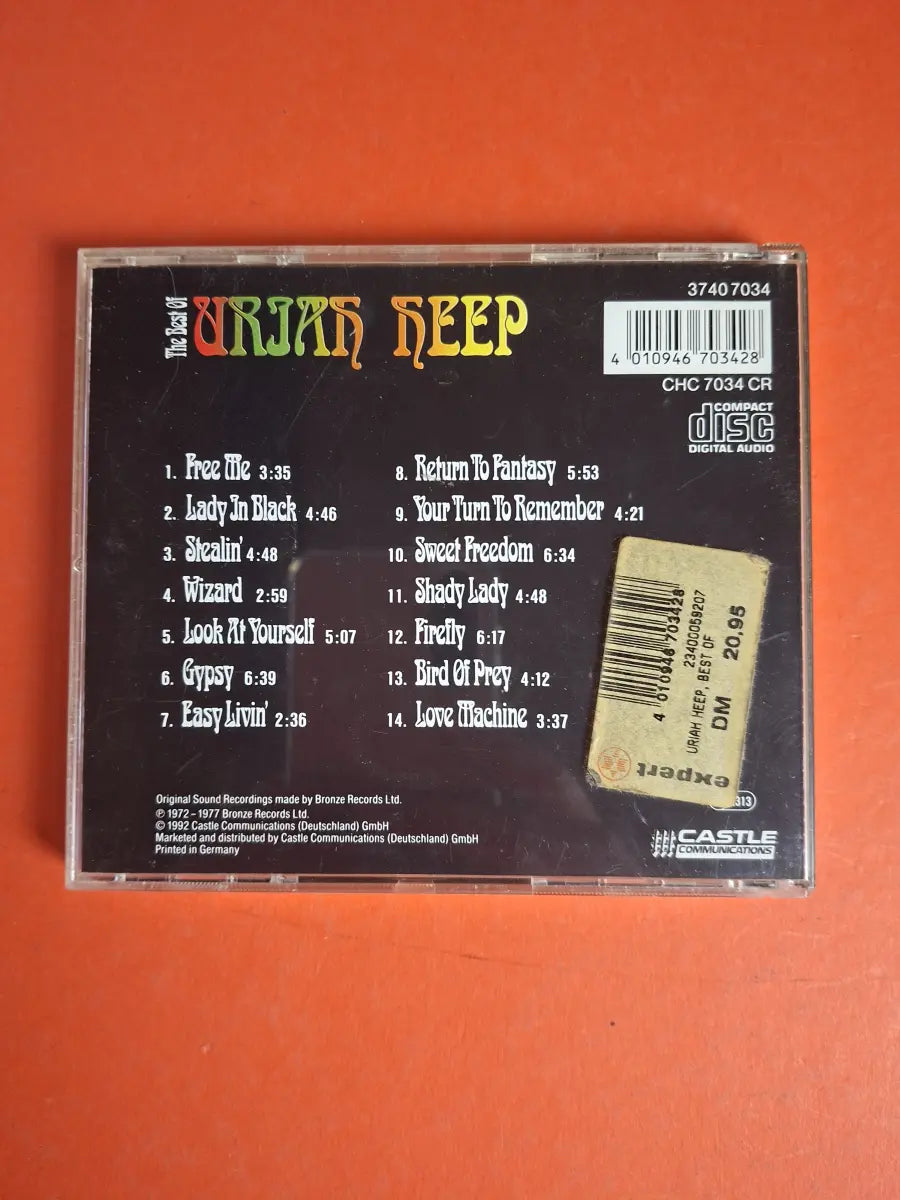 The Best Of URIAH HEEP
3740 7034
4 010946 703428
CHC 7034 CR
COMPACT
disc
DIGITAL AUDIO
1. Free Me 3:35
2. Lady In Black 4:46
3. Stealin' 4:48
4. Wizard 2:59
5. Look At Yourself 5:07
6. Gypsy 6:39
7. Easy Livin' 2:36
8. Return To Fantasy 5:53
9. Your Turn To Remember 4:21
10. Sweet Freedom 6:34
11. Shady Lady 4:48
12. Firefly 6:17
13. Bird Of Prey 4:12
14. Love Machine 3:37
4 010946 703428
23400059207
URIAH HEEP, BEST OF
DM 20,95
expert
313
Original Sound Recordings made by Bronze Records Ltd.
℗ 1972 – 1977 Bronze Records Ltd.
© 1992 Castle Communications (Deutschland) GmbH
Marketed and distributed by Castle Communications (Deutschland) GmbH
Printed in Germany
CASTLE
COMMUNICATIONS